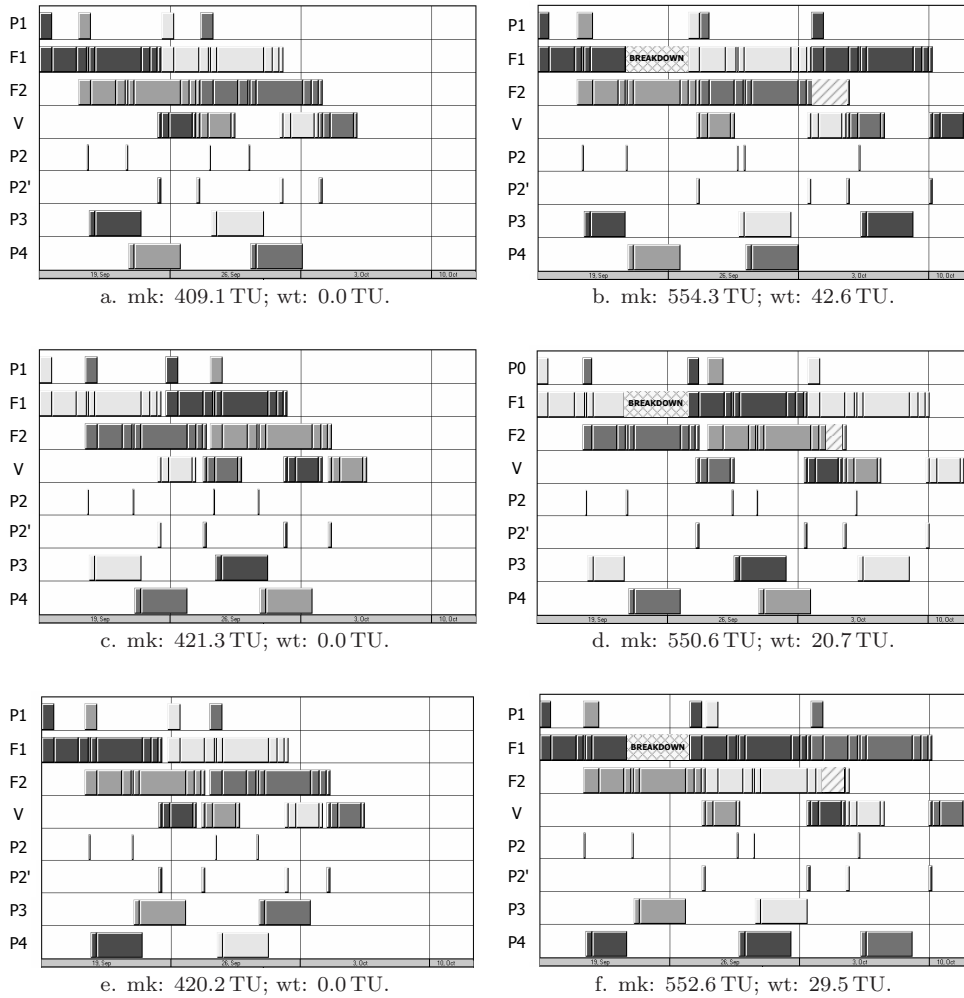 P1
F1
F2
V
P2
P2'
P3
P4
19, Sep 26, Sep 3, Oct 10, Oct
a. mk: 409.1 TU; wt: 0.0 TU.
P1
F1 BREAKDOWN
F2
V
P2
P2'
P3
P4
19, Sep 26, Sep 3, Oct 10, Oct
b. mk: 554.3 TU; wt: 42.6 TU.
P1
F1
F2
V
P2
P2'
P3
P4
19, Sep 26, Sep 3, Oct 10, Oct
c. mk: 421.3 TU; wt: 0.0 TU.
P0
F1 BREAKDOWN
F2
V
P2
P2'
P3
P4
19, Sep 26, Sep 3, Oct 10, Oct
d. mk: 550.6 TU; wt: 20.7 TU.
P1
F1
F2
V
P2
P2'
P3
P4
19, Sep 26, Sep 3, Oct 10, Oct
e. mk: 420.2 TU; wt: 0.0 TU.
P1
F1 BREAKDOWN
F2
V
P2
P2'
P3
P4
19, Sep 26, Sep 3, Oct 10, Oct
f. mk: 552.6 TU; wt: 29.5 TU.